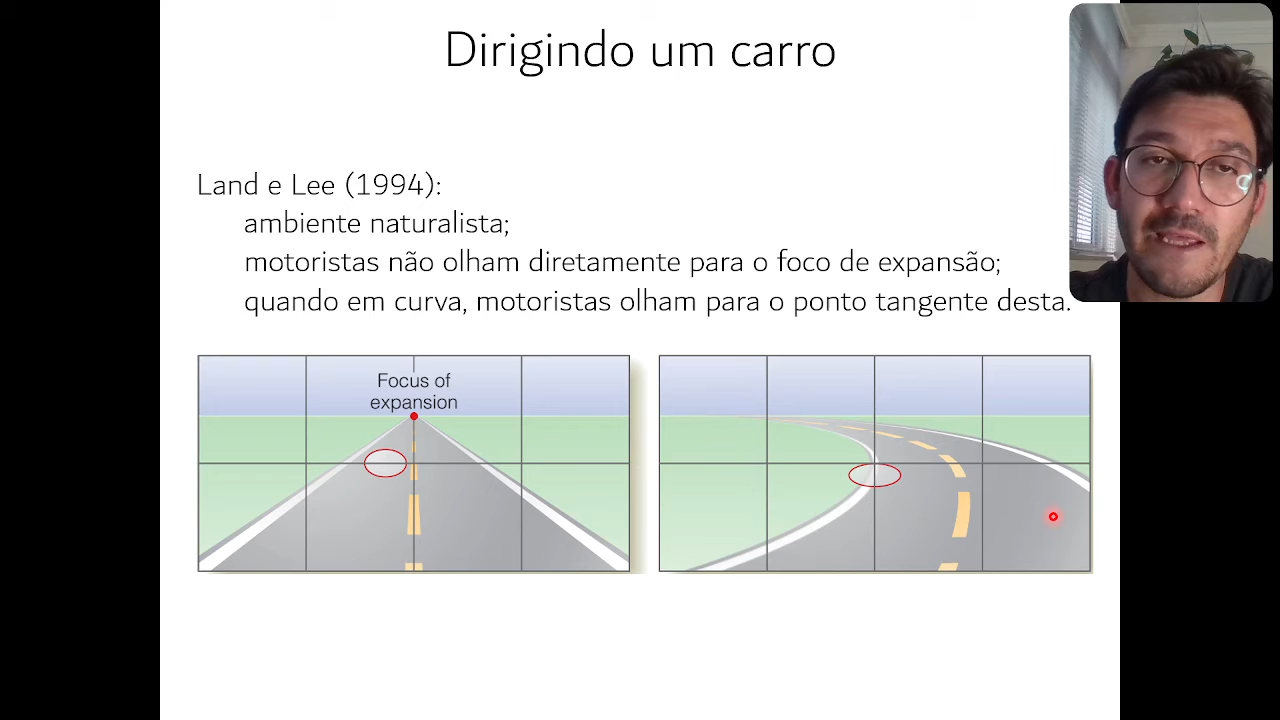 Dirigindo um carro
Land e Lee (1994):
ambiente naturalista;
motoristas não olham diretamente para o foco de expansão;
quando em curva, motoristas olham para o ponto tangente desta.
Focus of
expansion